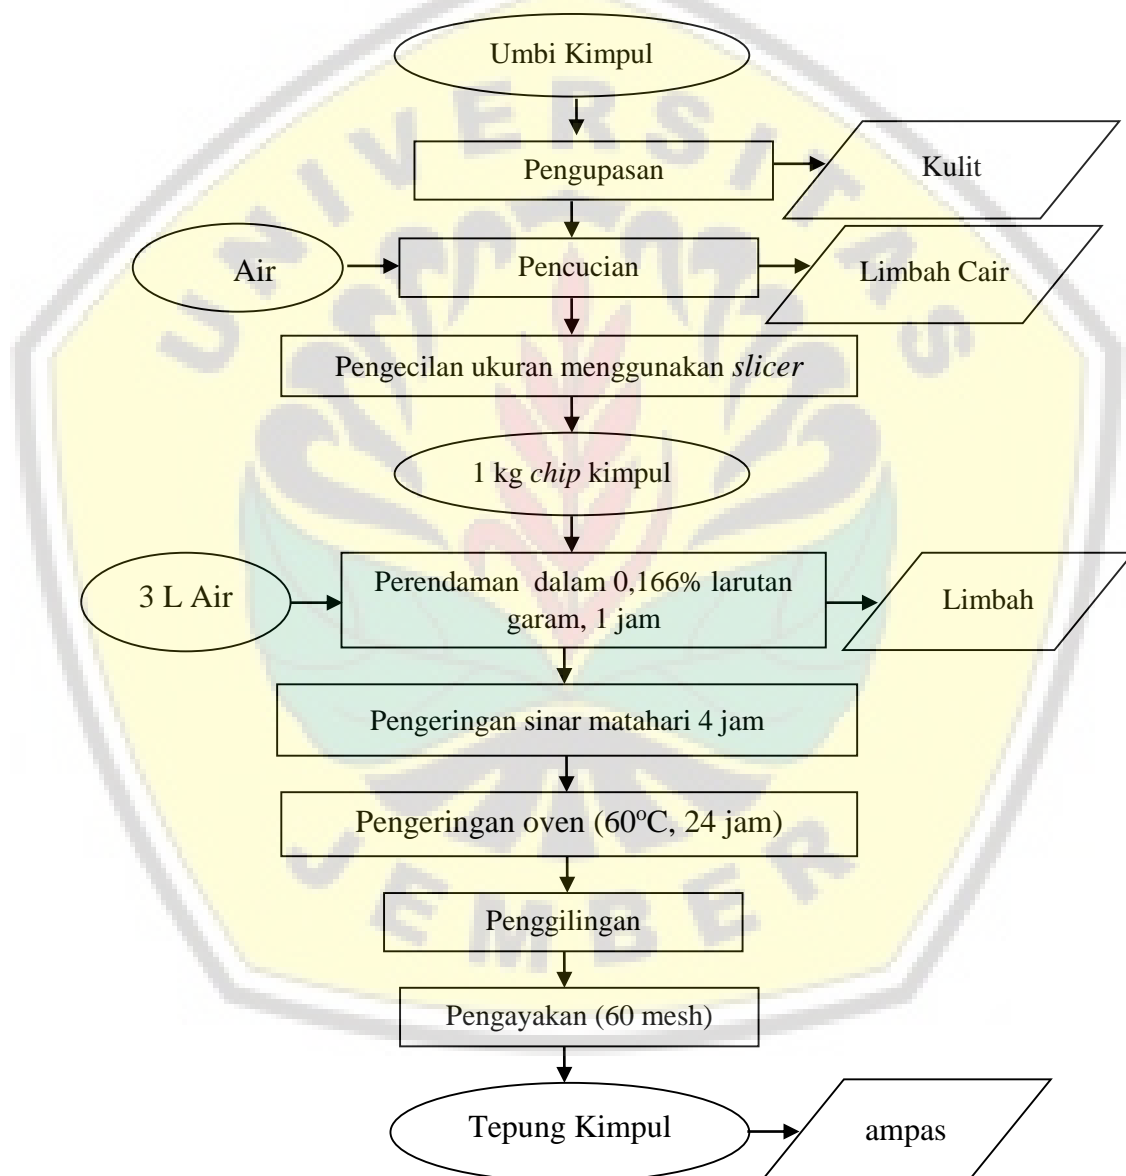 Umbi Kimpul
Pengupasan
Kulit
Air
Pencucian
Limbah Cair
Pengecilan ukuran menggunakan slicer
1 kg chip kimpul
3 L Air
Perendaman dalam 0,166% larutan
garam, 1 jam
Limbah
Pengeringan sinar matahari 4 jam
Pengeringan oven (60°C, 24 jam)
Penggilingan
Pengayakan (60 mesh)
Tepung Kimpul
ampas
UNIVERSITAS
JEMBER